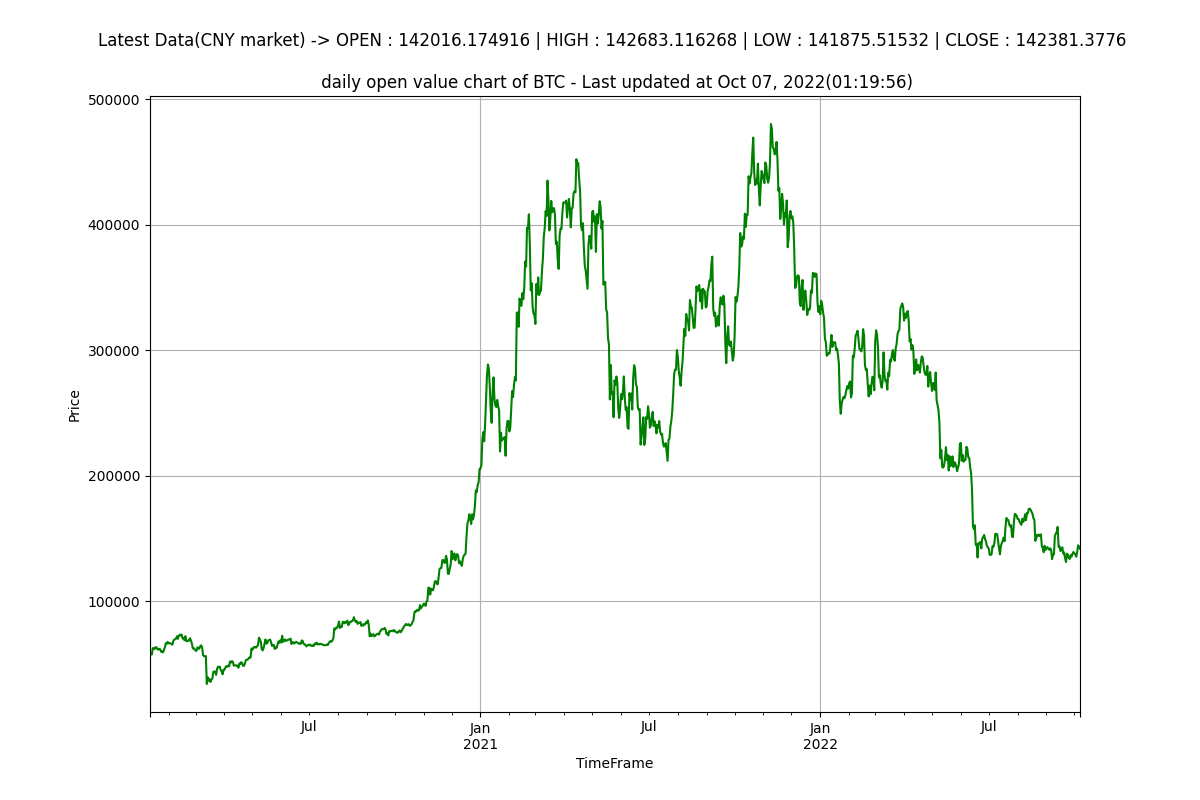 Latest Data(CNY market) -> OPEN : 142016.174916 | HIGH : 142683.116268 | LOW : 141875.51532 | CLOSE : 142381.3776
daily open value chart of BTC - Last updated at Oct 07, 2022(01:19:56)
500000
400000
300000
200000
100000
Price
Jul
Jan
2021
Jul
Jan
2022
Jul
TimeFrame